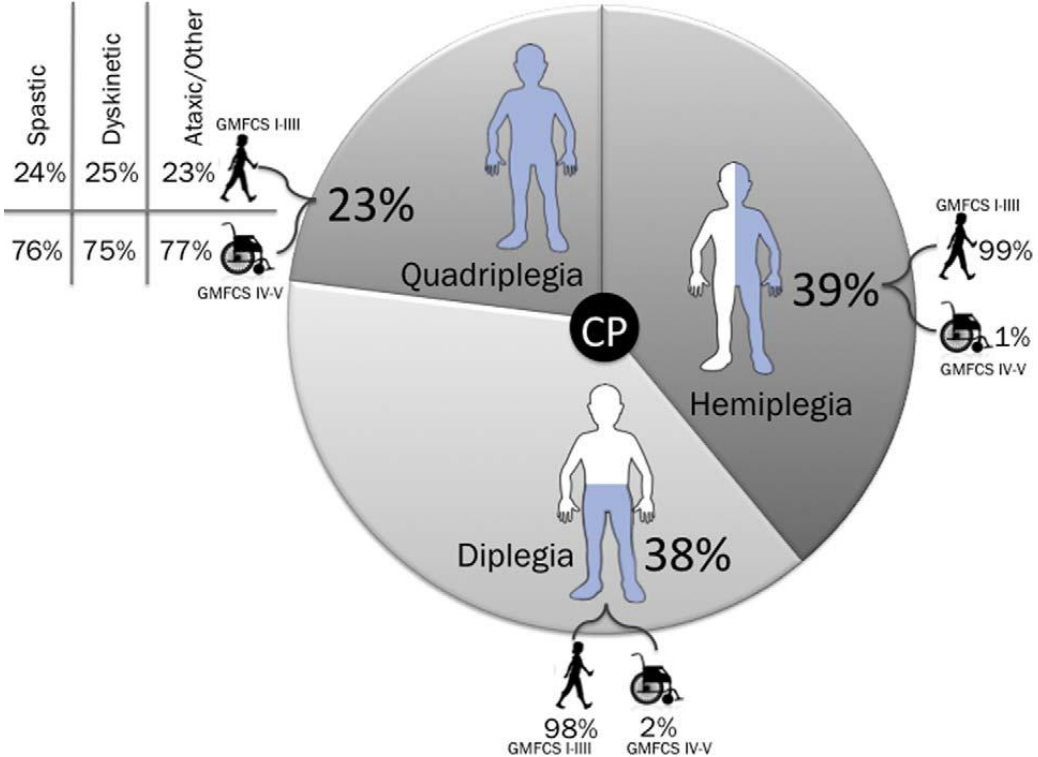 Spastic
Dyskinetic
Ataxic/Other
GMFCS I-IIII
24% 25% 23%
76% 75% 77%
GMFCS IV-V
23%
Quadriplegia
GMFCS I-IIII
99%
39%
1%
GMFCS IV-V
Hemiplegia
CP
Diplegia 38%
98% 2%
GMFCS I-IIII GMFCS IV-V